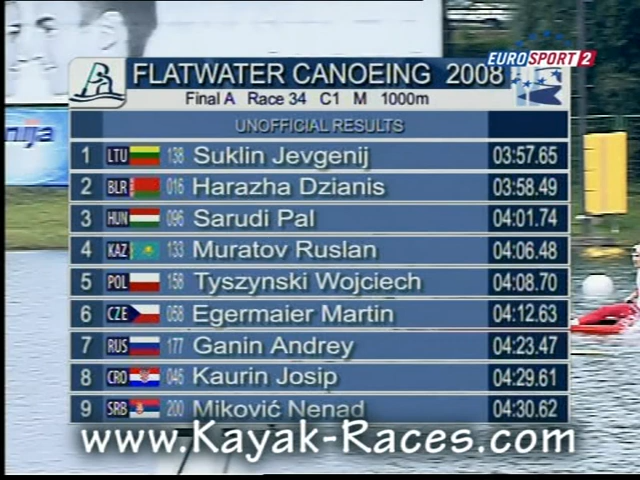 EUROSPORT 2
FLATWATER CANOEING 2008
Final A Race 34 C1 M 1000m
nija
UNOFFICIAL RESULTS
1 LTU 138 Suklin Jevgenij 03:57.65
2 BLR 016 Harazha Dzianis 03:58.49
3 HUN 096 Sarudi Pal 04:01.74
4 KAZ 133 Muratov Ruslan 04:06.48
5 POL 158 Tyszynski Wojciech 04:08.70
6 CZE 058 Egermaier Martin 04:12.63
7 RUS 177 Ganin Andrey 04:23.47
8 CRO 046 Kaurin Josip 04:29.61
9 SRB 200 Miković Nenad 04:30.62
www.Kayak-Races.com